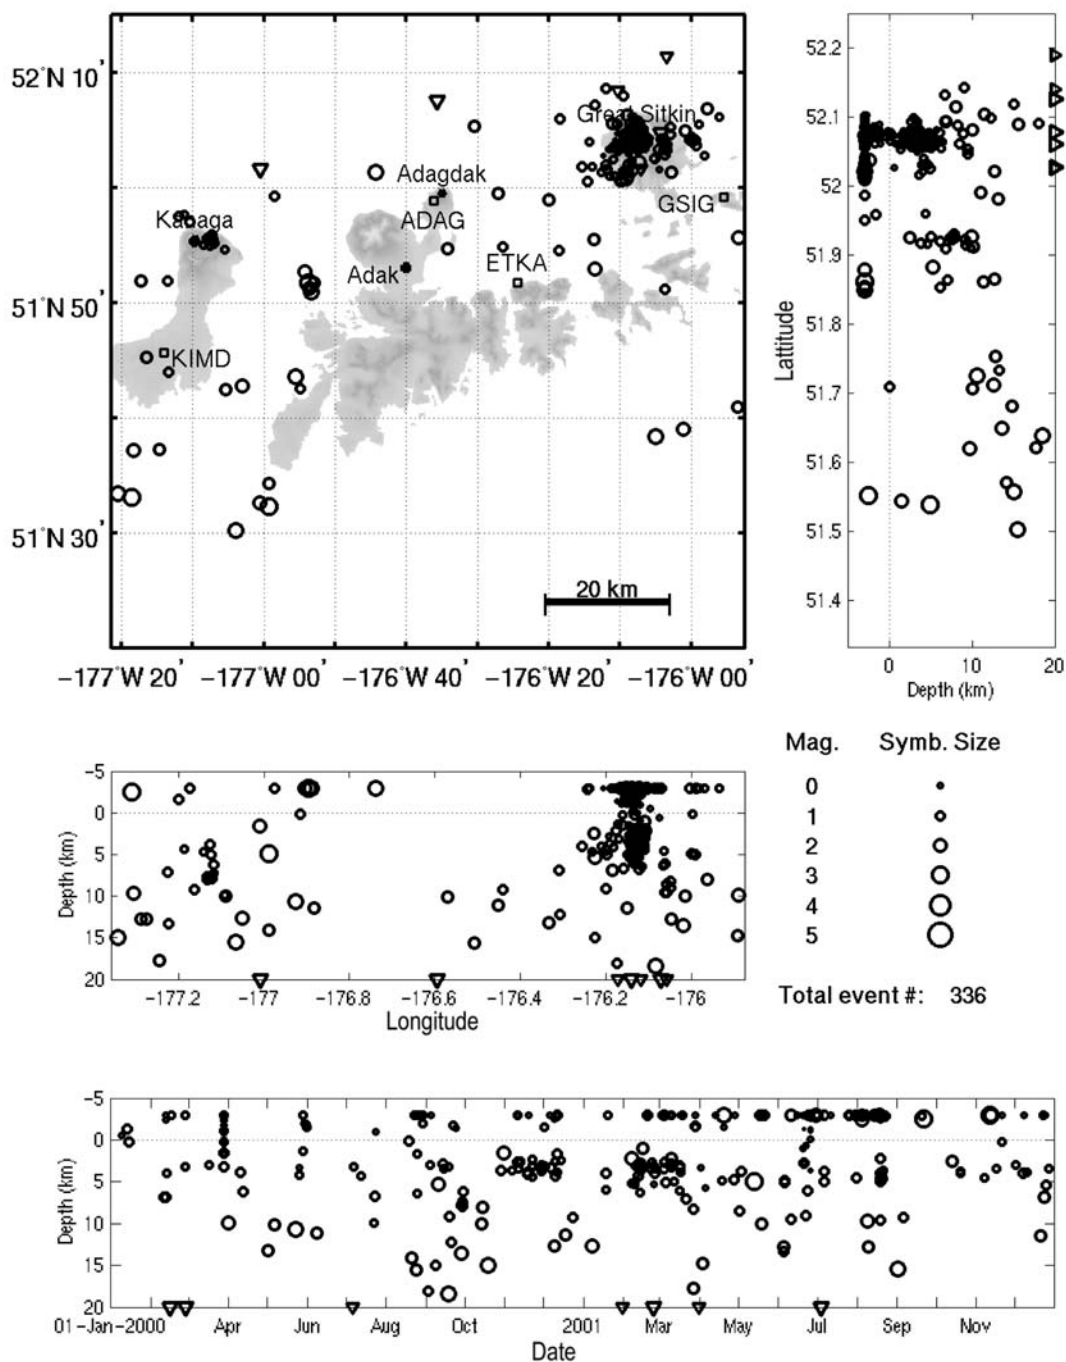 52°N 10'
51°N 50'
51°N 30'
Great Sitkin
Adagdak
ADAG
GSIG
Kanaga
ETKA
Adak
KIMD
20 km
-177°W 20'
-177°W 00'
-176°W 40'
-176°W 20'
-176°W 00'
52.2
52.1
52
51.9
51.8
51.7
51.6
51.5
51.4
Lattitude
0 10 20
Depth (km)
-5
0
5
10
15
20
Depth (km)
-177.2 -177 -176.8 -176.6 -176.4 -176.2 -176
Longitude
Mag. Symb. Size
0
1
2
3
4
5
Total event #: 336
-5
0
5
10
15
20
Depth (km)
01-Jan-2000 Apr Jun Aug Oct 2001 Mar May Jul Sep Nov
Date